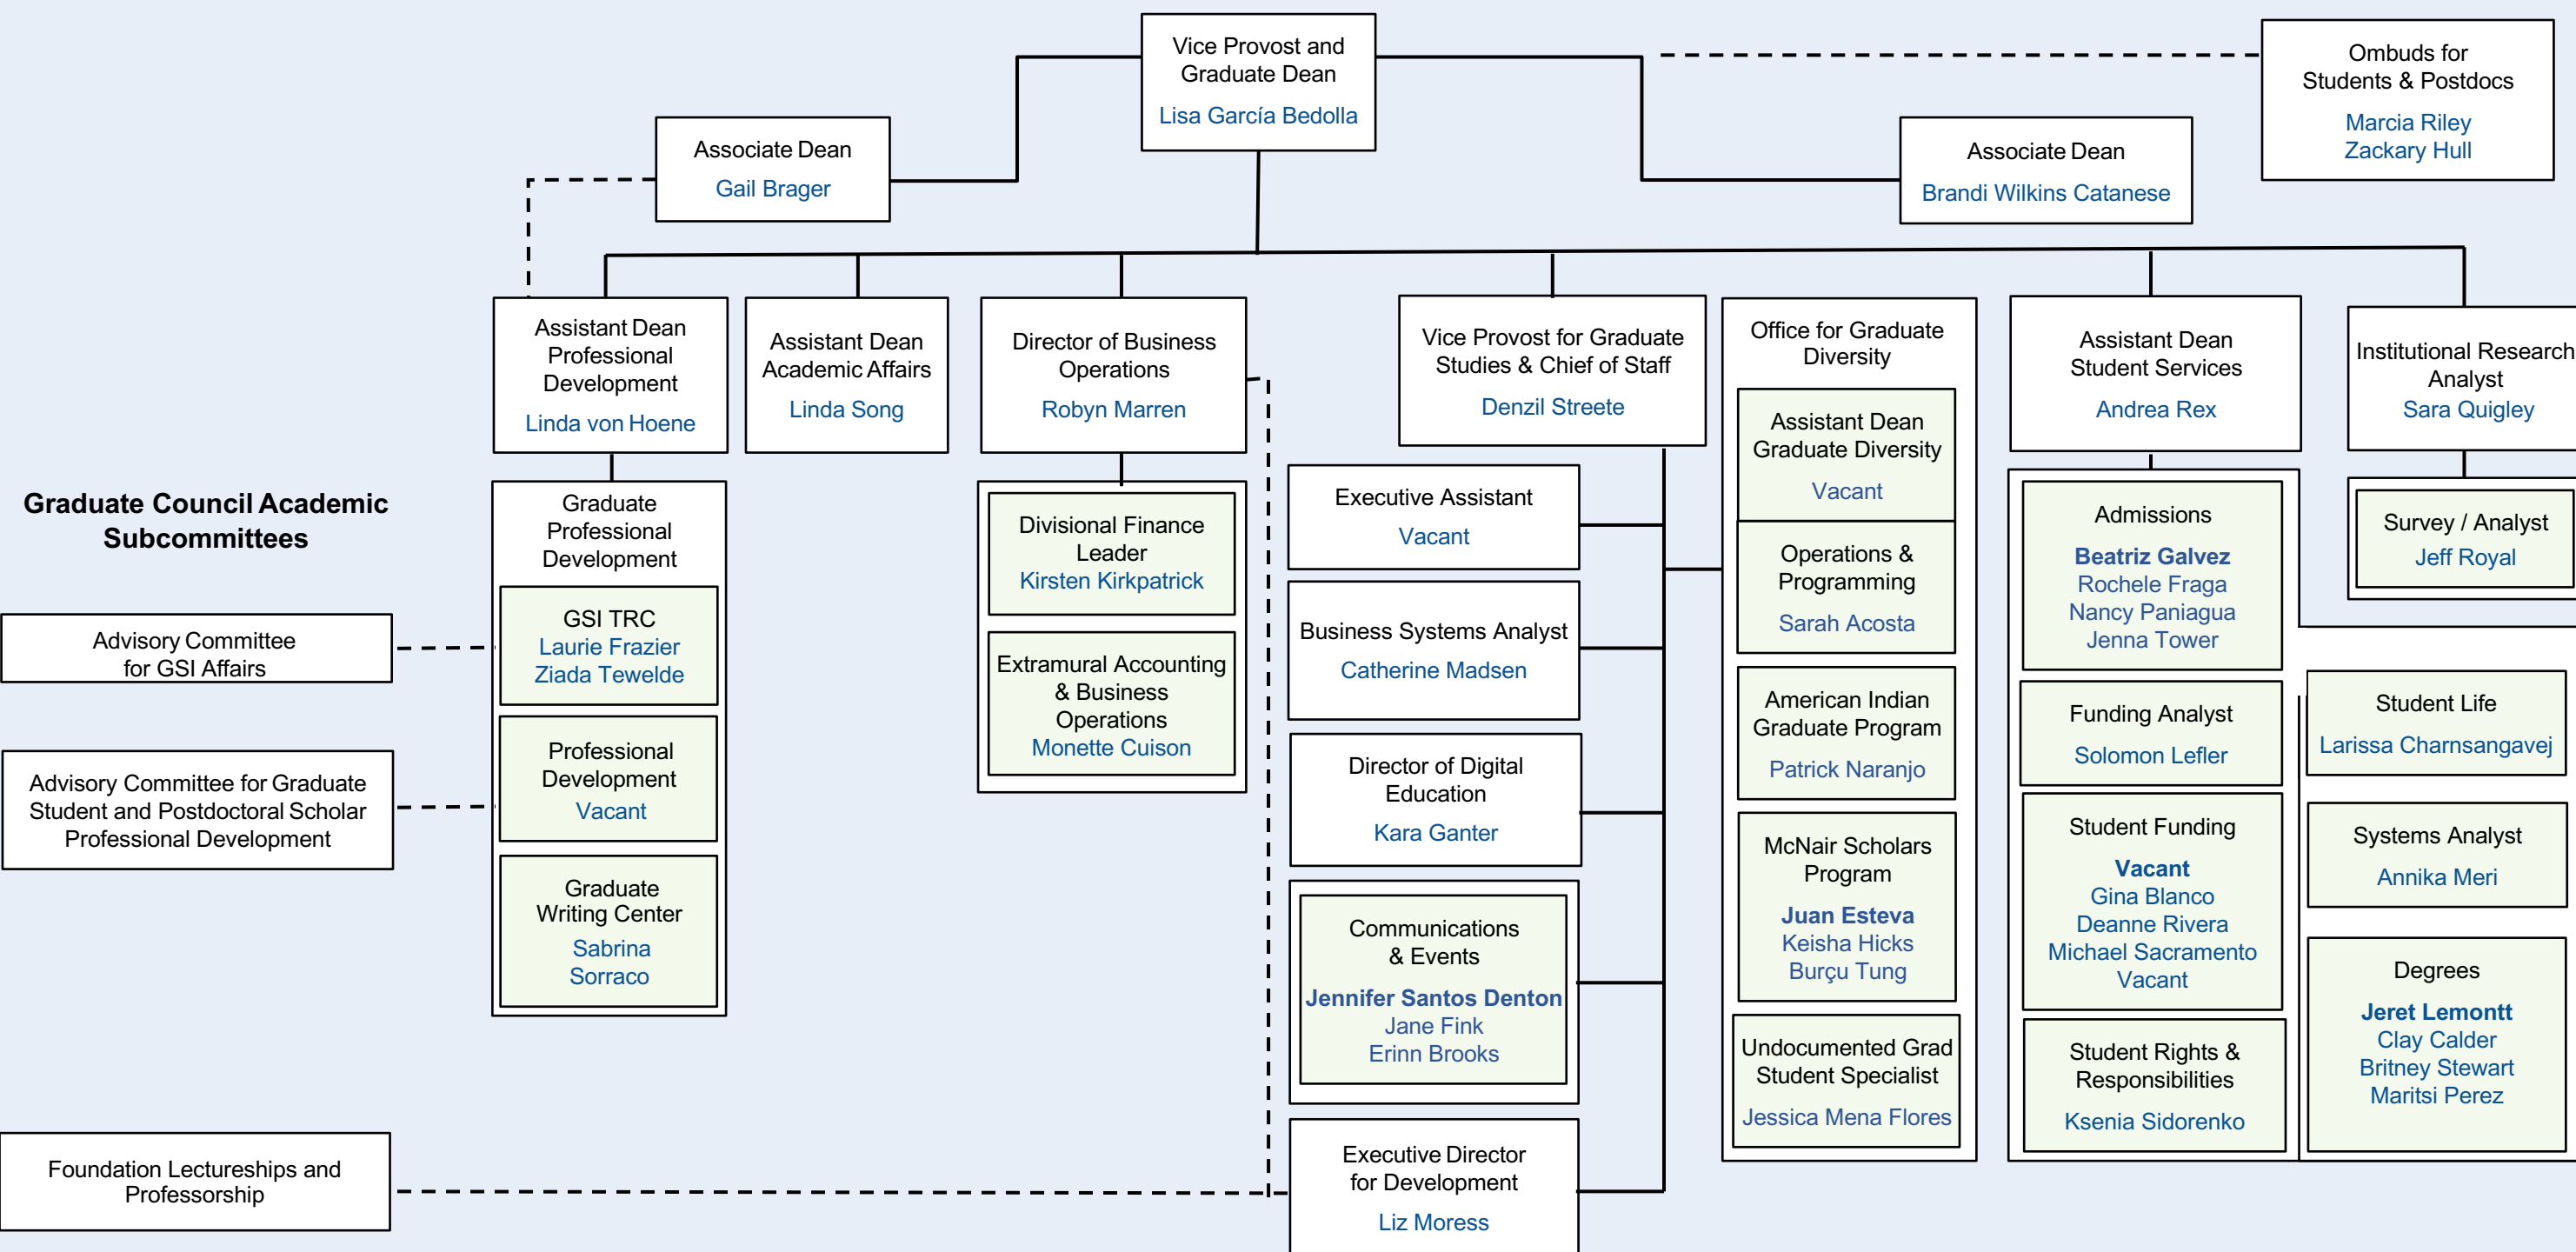 Vice Provost and
Graduate Dean
Lisa García Bedolla
Ombuds for
Students & Postdocs
Marcia Riley
Zackary Hull
Associate Dean
Gail Brager
Associate Dean
Brandi Wilkins Catanese
Assistant Dean
Professional
Development
Linda von Hoene
Assistant Dean
Academic Affairs
Linda Song
Director of Business
Operations
Robyn Marren
Vice Provost for Graduate
Studies & Chief of Staff
Denzil Streete
Office for Graduate
Diversity
Assistant Dean
Student Services
Andrea Rex
Institutional Research
Analyst
Sara Quigley
Graduate Council Academic
Subcommittees
Advisory Committee
for GSI Affairs
Advisory Committee for Graduate
Student and Postdoctoral Scholar
Professional Development
Foundation Lectureships and
Professorship
Graduate
Professional
Development
GSI TRC
Laurie Frazier
Ziada Tewelde
Professional
Development
Vacant
Graduate
Writing Center
Sabrina
Sorraco
Divisional Finance
Leader
Kirsten Kirkpatrick
Extramural Accounting
& Business
Operations
Monette Cuison
Executive Assistant
Vacant
Business Systems Analyst
Catherine Madsen
Director of Digital
Education
Kara Ganter
Communications
& Events
Jennifer Santos Denton
Jane Fink
Erinn Brooks
Executive Director
for Development
Liz Moress
Assistant Dean
Graduate Diversity
Vacant
Operations &
Programming
Sarah Acosta
American Indian
Graduate Program
Patrick Naranjo
McNair Scholars
Program
Juan Esteva
Keisha Hicks
Burçu Tung
Undocumented Grad
Student Specialist
Jessica Mena Flores
Admissions
Beatriz Galvez
Rochele Fraga
Nancy Paniagua
Jenna Tower
Funding Analyst
Solomon Lefler
Student Funding
Vacant
Gina Blanco
Deanne Rivera
Michael Sacramento
Vacant
Student Rights &
Responsibilities
Ksenia Sidorenko
Survey / Analyst
Jeff Royal
Student Life
Larissa Charnsangavej
Systems Analyst
Annika Meri
Degrees
Jeret Lemontt
Clay Calder
Britney Stewart
Maritsi Perez